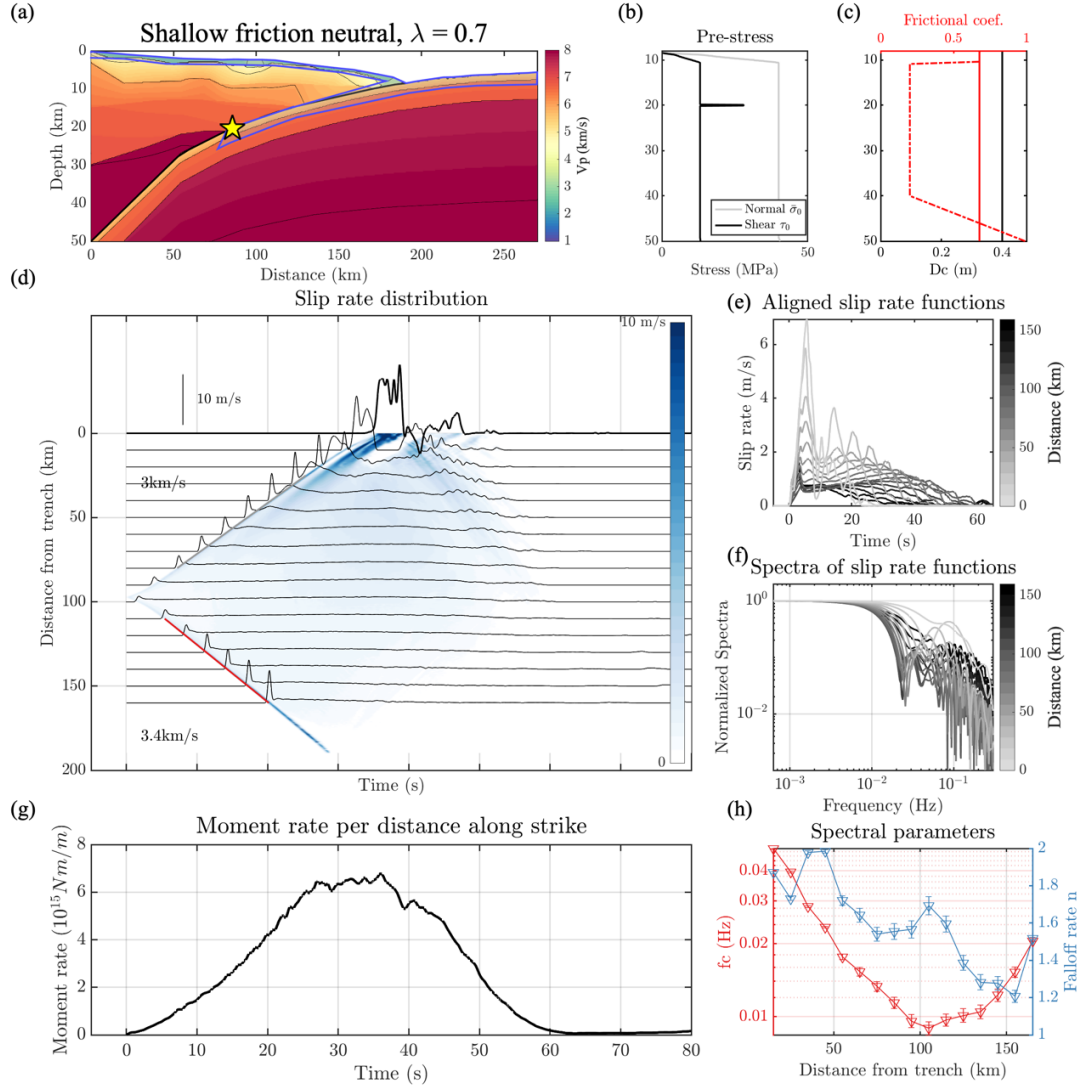 (a)
Shallow friction neutral, λ = 0.7
0
10
20
30
40
50
Depth (km)
0
50
100
150
200
250
Distance (km)
8
7
6
5
4
3
2
1
Vp (km/s)
(b)
Pre-stress
10
20
30
40
50
0
50
Stress (MPa)
Normal σ̄₀
Shear τ₀
(c)
Frictional coef.
0
0.5
1
10
20
30
40
50
0
0.2
0.4
Dc (m)
(d)
Slip rate distribution
10 m/s
10 m/s
0
0
50
100
150
200
Distance from trench (km)
3km/s
3.4km/s
Time (s)
(e)
Aligned slip rate functions
6
4
2
0
Slip rate (m/s)
0
20
40
60
Time (s)
150
100
50
0
Distance (km)
(f)
Spectra of slip rate functions
10⁰
10⁻²
Normalized Spectra
10⁻³
10⁻²
10⁻¹
Frequency (Hz)
150
100
50
0
Distance (km)
(g)
Moment rate per distance along strike
8
6
4
2
0
Moment rate (10¹⁵Nm/m)
0
10
20
30
40
50
60
70
80
Time (s)
(h)
Spectral parameters
0.04
0.03
0.02
0.01
fc (Hz)
2
1.8
1.6
1.4
1.2
1
Falloff rate n
50
100
150
Distance from trench (km)